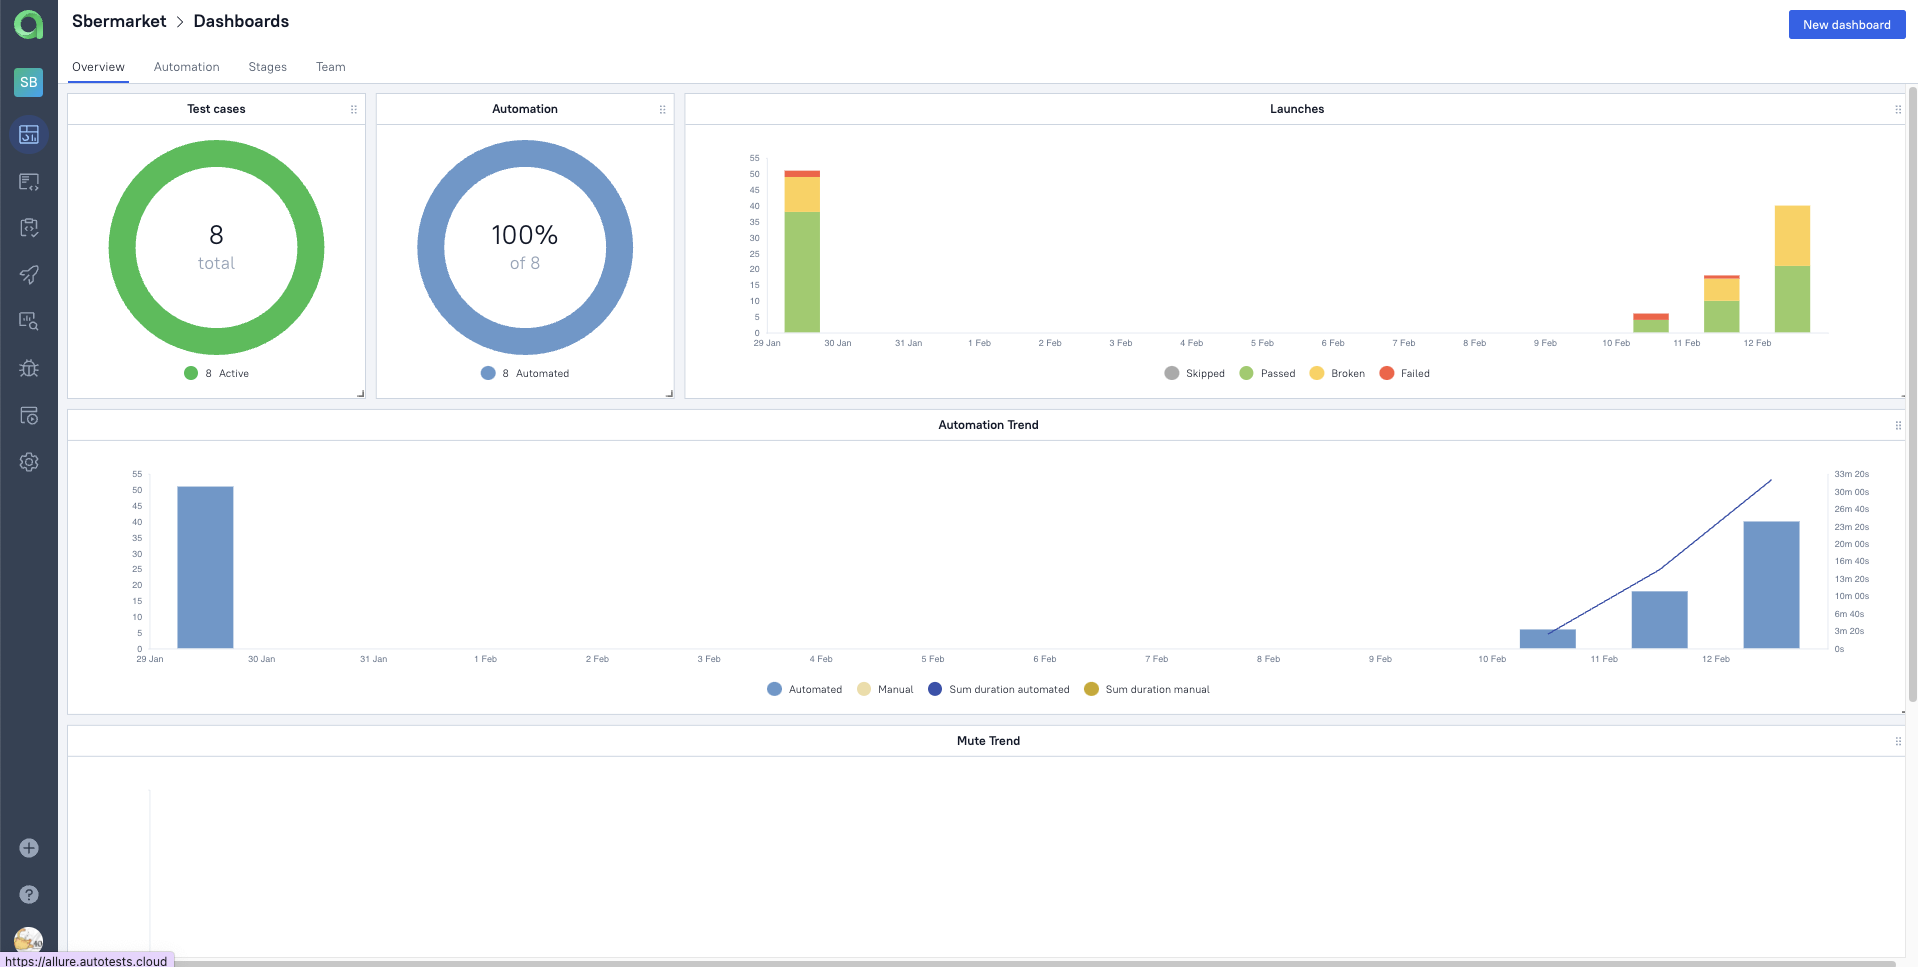 Sbermarket > Dashboards
New dashboard
Overview Automation Stages Team
SB
Test cases
8
total
8 Active
Automation
100%
of 8
8 Automated
Launches
55
50
45
40
35
30
25
20
15
10
5
0
29 Jan 30 Jan 31 Jan 1 Feb 2 Feb 3 Feb 4 Feb 5 Feb 6 Feb 7 Feb 8 Feb 9 Feb 10 Feb 11 Feb 12 Feb
Skipped Passed Broken Failed
Automation Trend
55
50
45
40
35
30
25
20
15
10
5
0
33m 20s
30m 00s
26m 40s
23m 20s
20m 00s
16m 40s
13m 20s
10m 00s
6m 40s
3m 20s
0s
29 Jan 30 Jan 31 Jan 1 Feb 2 Feb 3 Feb 4 Feb 5 Feb 6 Feb 7 Feb 8 Feb 9 Feb 10 Feb 11 Feb 12 Feb
Automated Manual Sum duration automated Sum duration manual
Mute Trend
https://allure.autotests.cloud